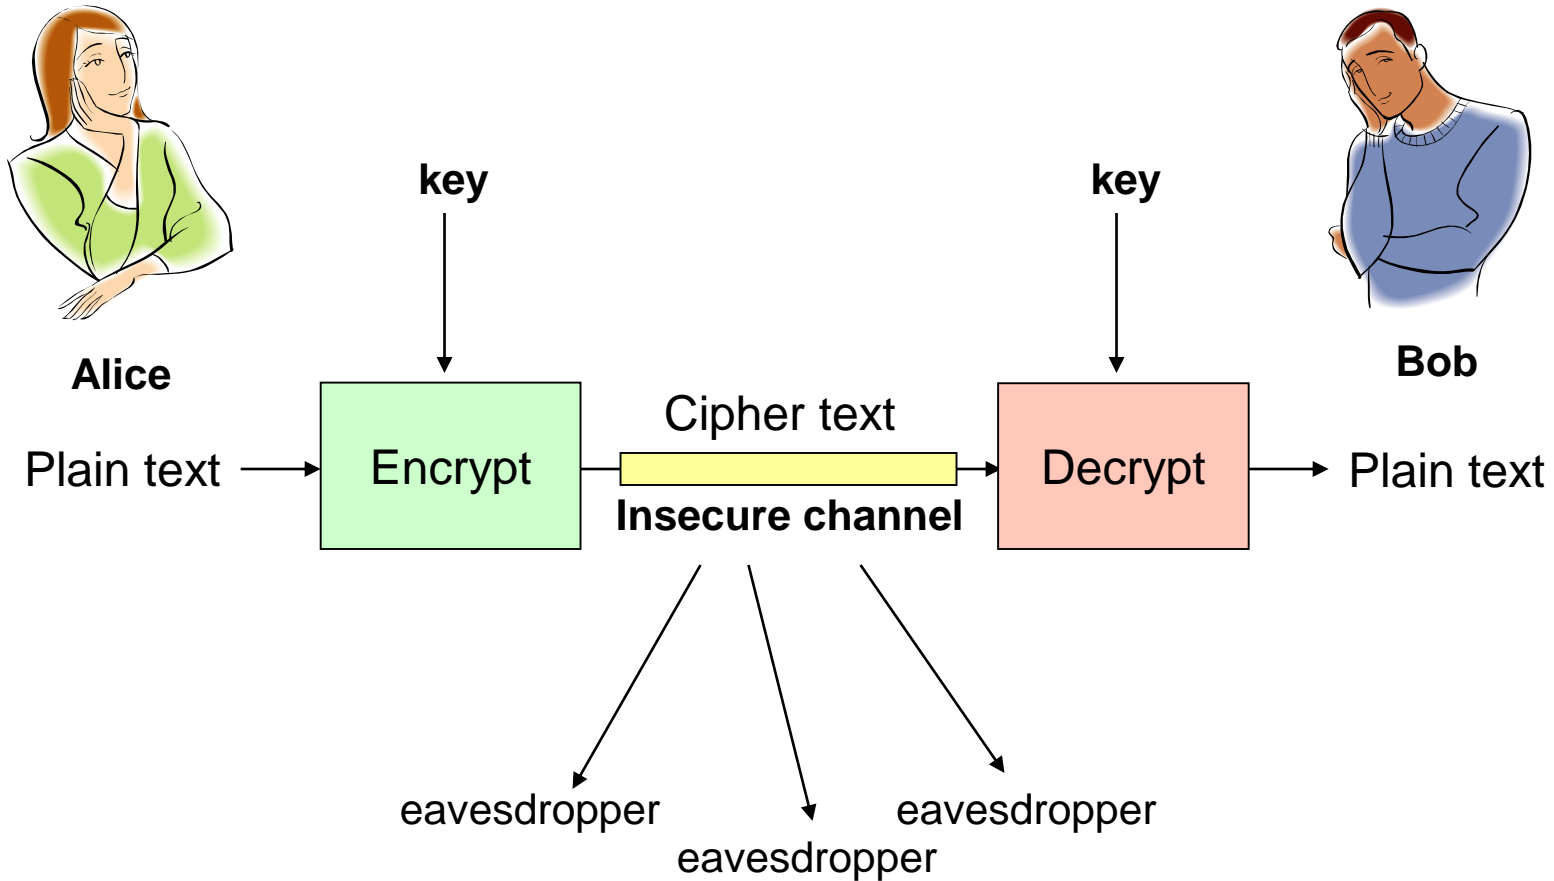 key
key
Alice
Bob
Plain text
Encrypt
Cipher text
Insecure channel
Decrypt
Plain text
eavesdropper
eavesdropper
eavesdropper